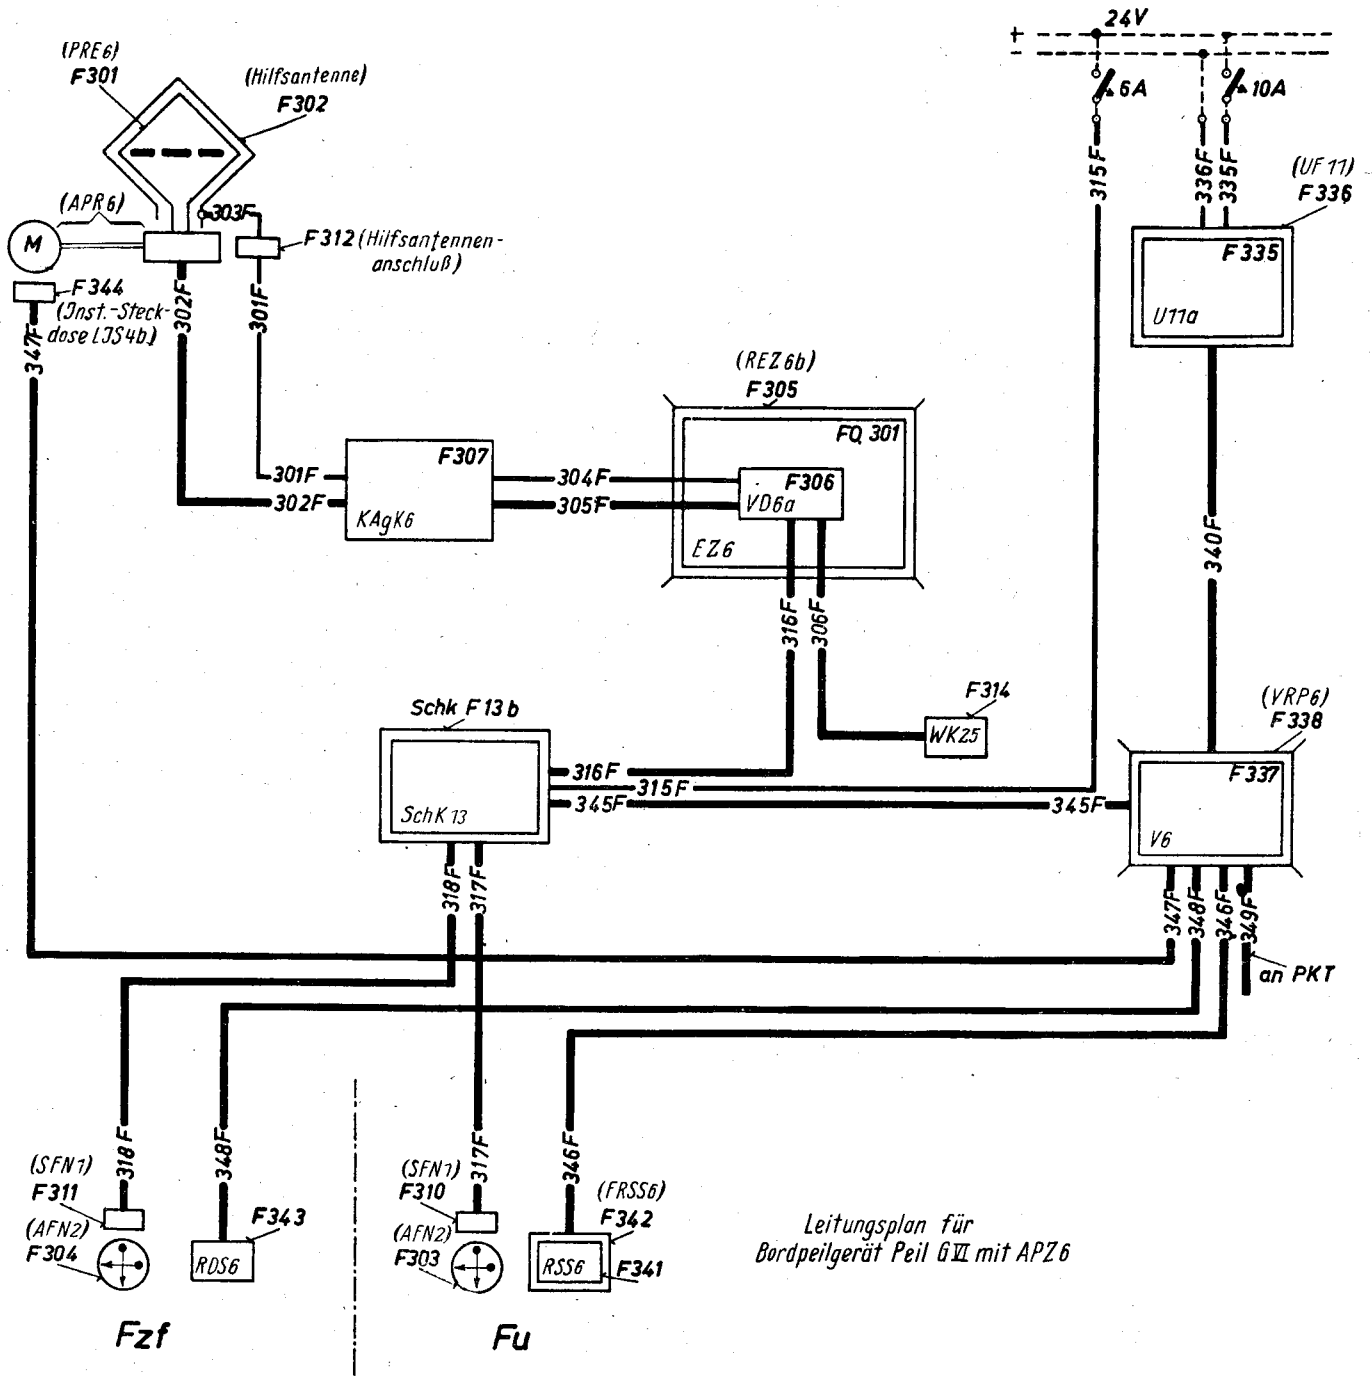 24V
+
-
6A
10A
(PRE6)
F301
(Hilfsantenne)
F302
315F
336F
335F
(UF11)
F336
(APR6)
303F
M
F312 (Hilfsantennen-
anschluß)
F335
U11a
F344
(Inst.-Steck-
dose LJS4b)
347F
302F
301F
(REZ6b)
F305
FQ 301
F307
KAgK6
301F
302F
304F
305F
F306
VD6a
EZ6
340F
316F
306F
F314
WK25
(VRP6)
F338
F337
V6
Schk F13b
SchK13
316F
315F
345F
345F
318F
317F
347F
348F
346F
349F
an PKT
318F
348F
317F
346F
(SFN1)
F311
(AFN2)
F304
F343
RDS6
(SFN1)
F310
(AFN2)
F303
(FRSS6)
F342
RSS6
F341
Leitungsplan für
Bordpeilgerät Peil G VI mit APZ6
Fzf
Fu